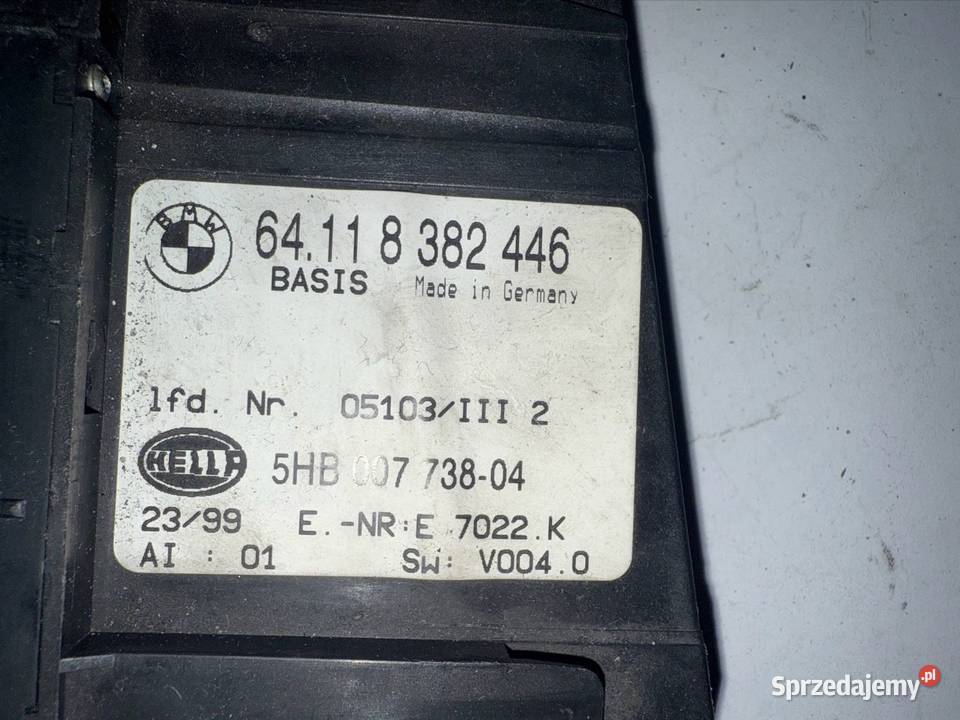 BMW
64.11 8 382 446
BASIS Made in Germany
lfd. Nr. 05103/III 2
HELLA
5HB 007 738-04
23/99 E.-NR:E 7022.K
AI : 01 SW: V004.0
Sprzedajemy.pl